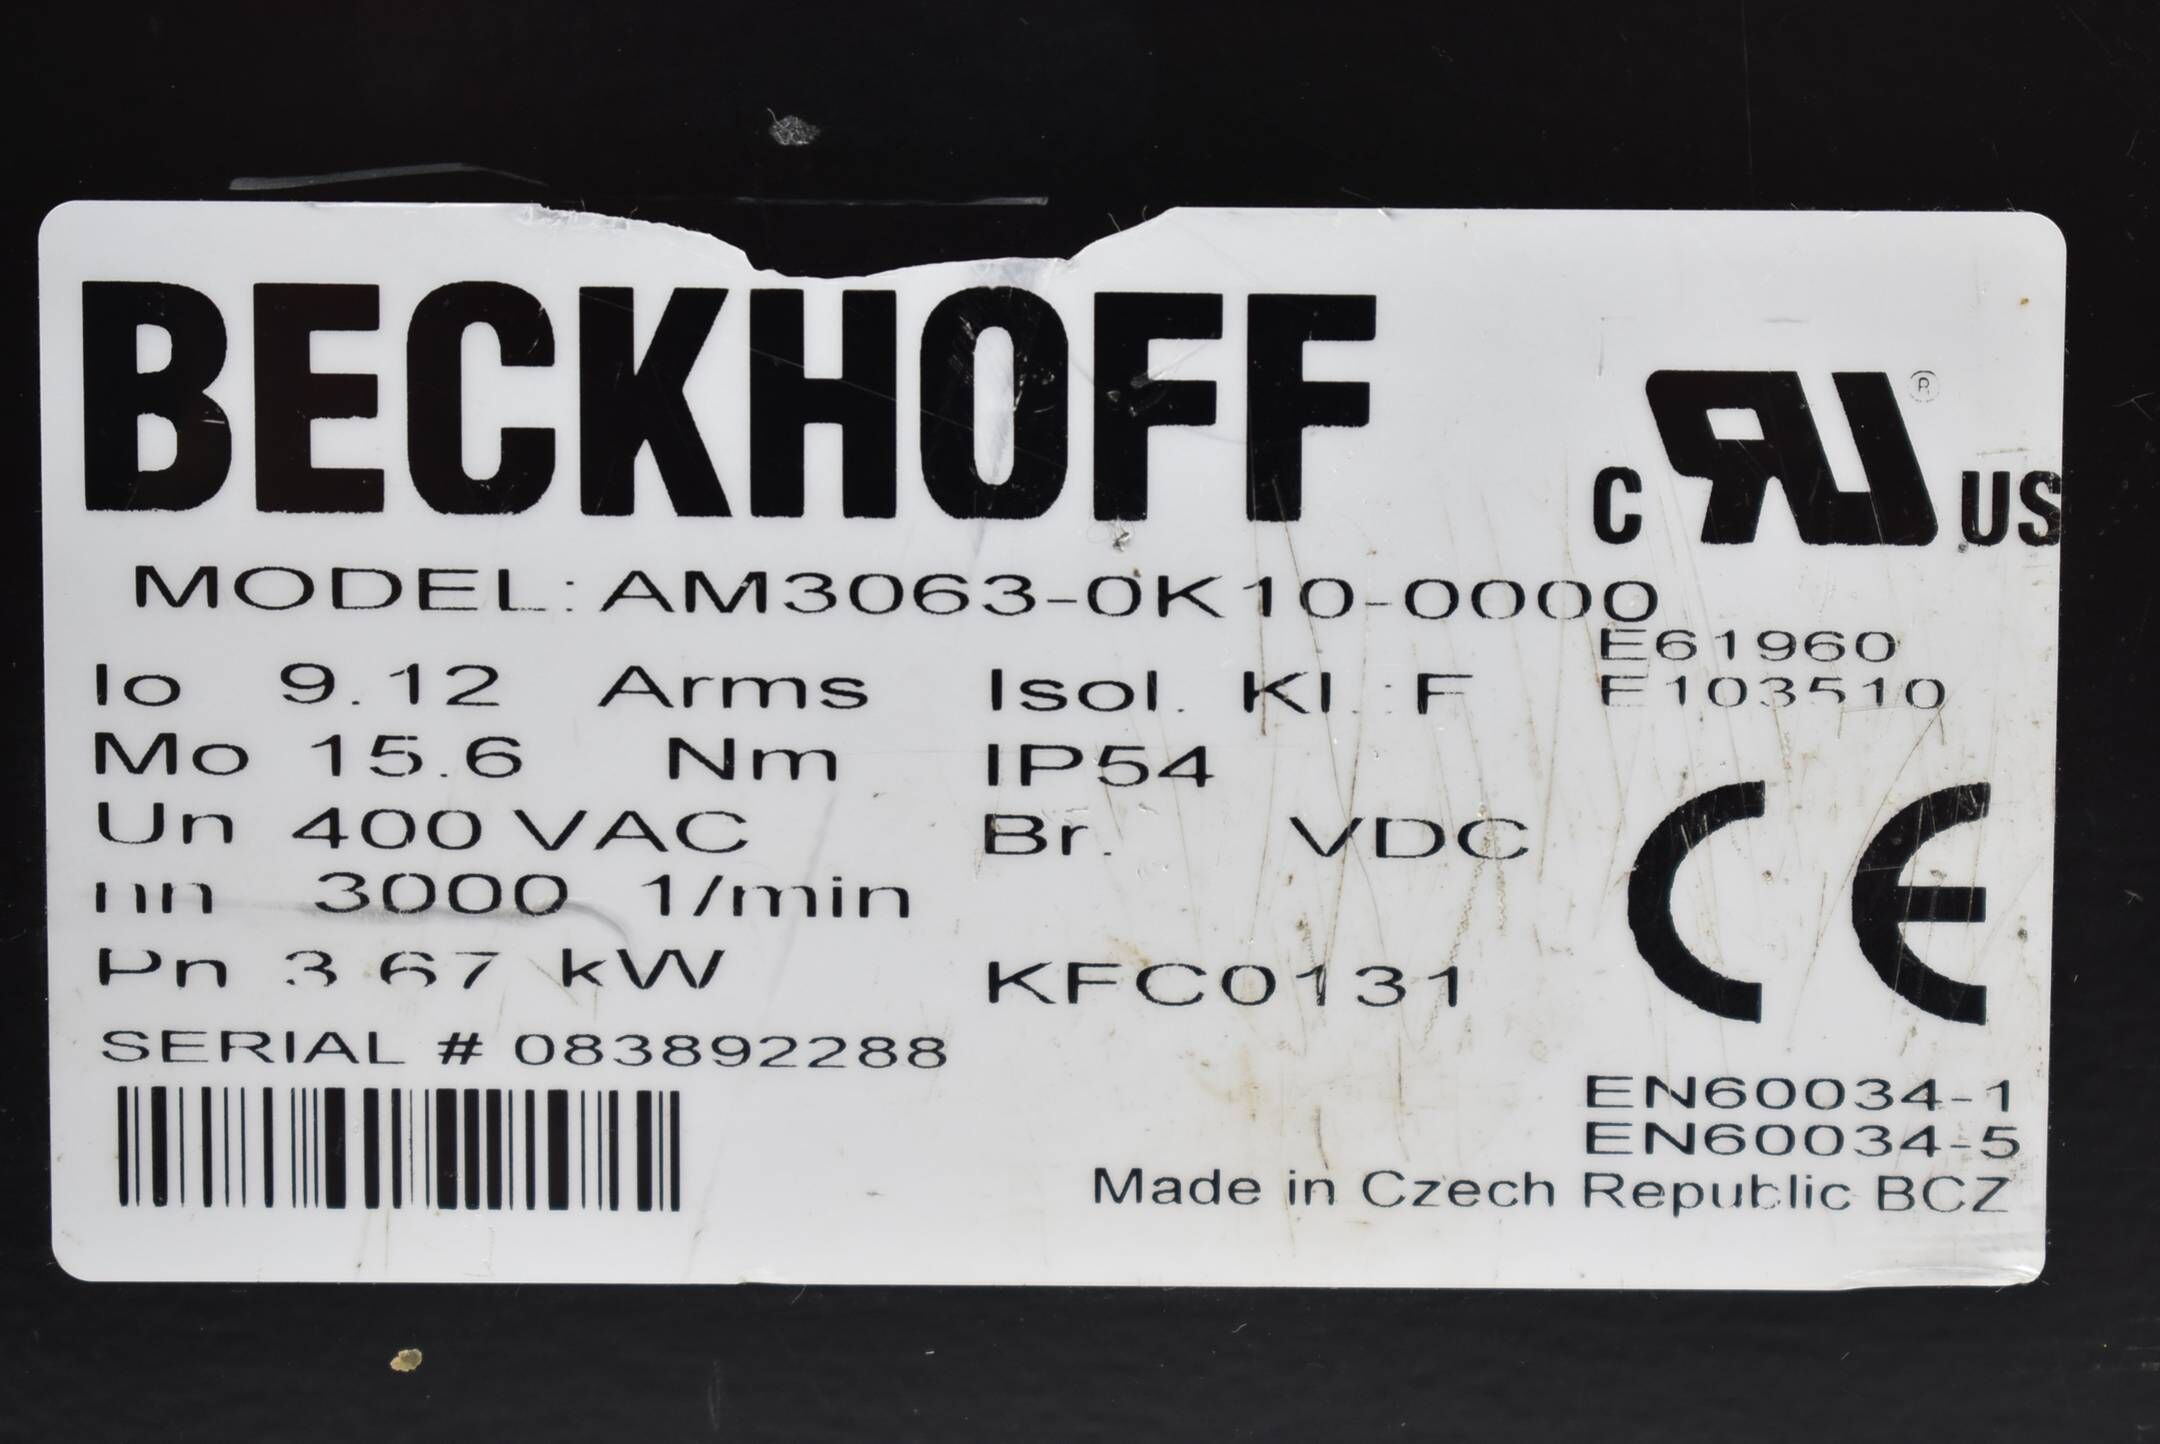 BECKHOFF
C RU ® US
MODEL: AM3063-0K10-0000
E61960
Io 9.12 Arms Isol. Kl.: F
E103510
Mo 15.6 Nm IP54
Un 400 VAC Br. VDC
CE
nn 3000 1/min
Pn 3.67 kW KFC0131
SERIAL # 083892288
EN60034-1
EN60034-5
Made in Czech Republic BCZ